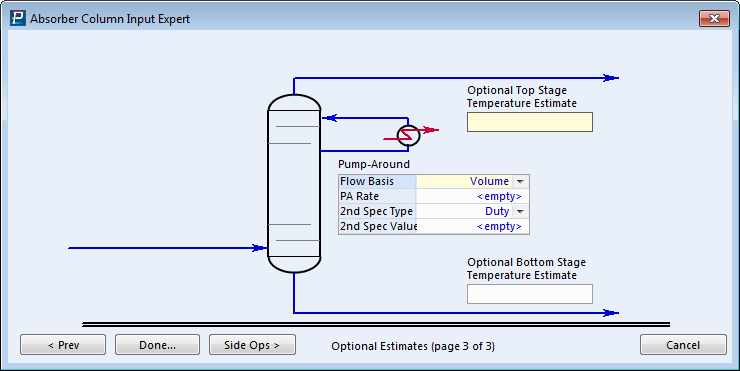 Absorber Column Input Expert
Optional Top Stage
Temperature Estimate
Pump-Around
Flow Basis Volume
PA Rate <empty>
2nd Spec Type Duty
2nd Spec Value <empty>
Optional Bottom Stage
Temperature Estimate
< Prev Done... Side Ops > Optional Estimates (page 3 of 3) Cancel